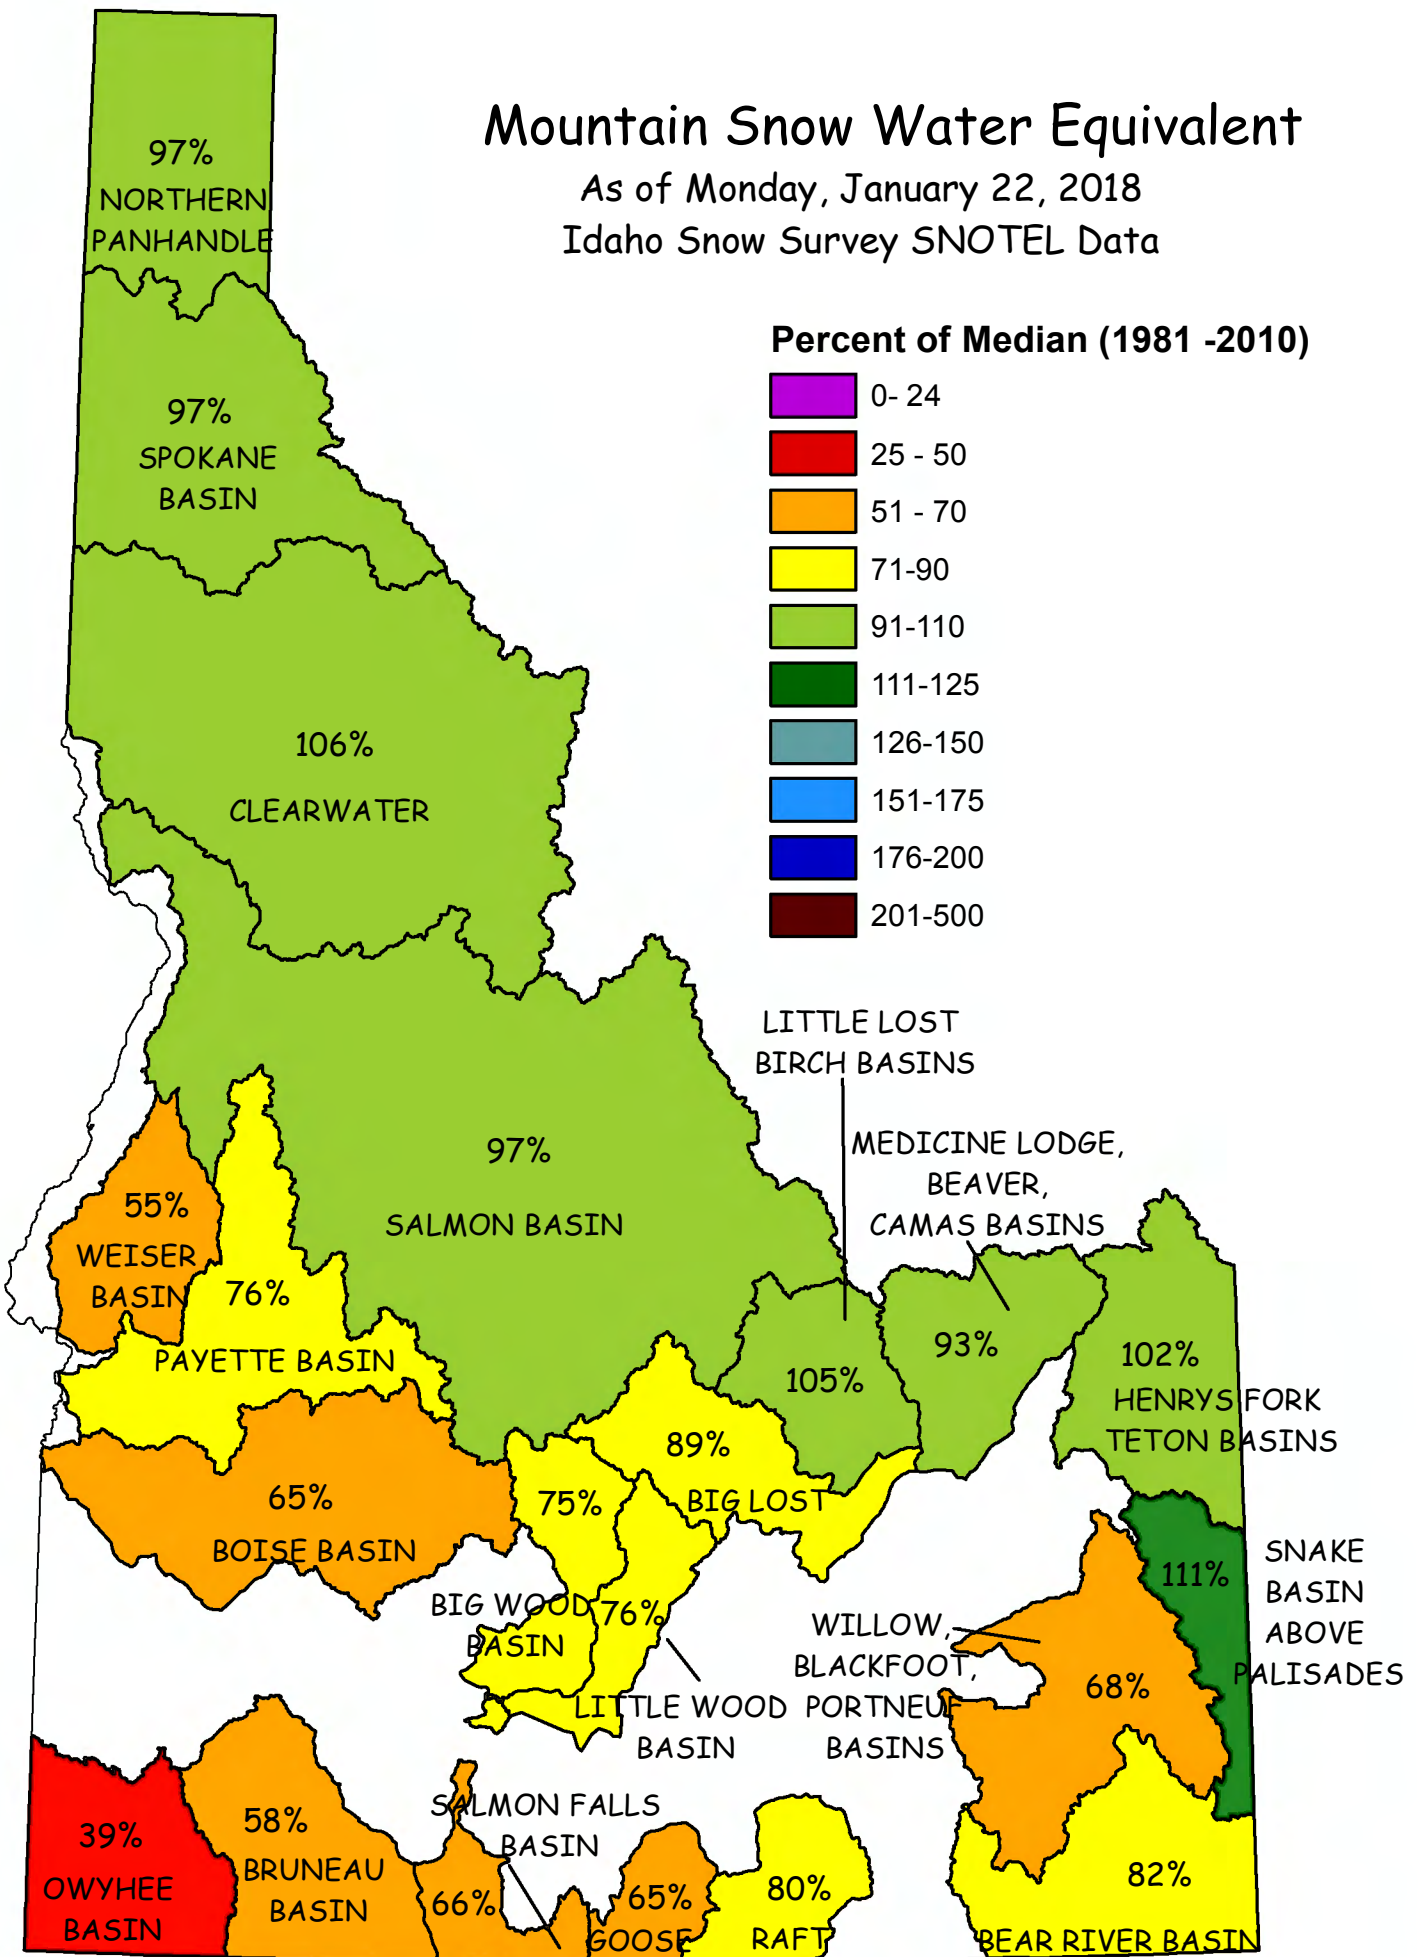 Mountain Snow Water Equivalent
As of Monday, January 22, 2018
Idaho Snow Survey SNOTEL Data
Percent of Median (1981 -2010)
0- 24
25 - 50
51 - 70
71-90
91-110
111-125
126-150
151-175
176-200
201-500
97%
NORTHERN
PANHANDLE
97%
SPOKANE
BASIN
106%
CLEARWATER
97%
SALMON BASIN
LITTLE LOST
BIRCH BASINS
105%
MEDICINE LODGE,
BEAVER,
CAMAS BASINS
93%
102%
HENRYS FORK
TETON BASINS
55%
WEISER
BASIN
76%
PAYETTE BASIN
65%
BOISE BASIN
89%
BIG LOST
75%
BIG WOOD
BASIN
76%
LITTLE WOOD
BASIN
111%
SNAKE
BASIN
ABOVE
PALISADES
WILLOW,
BLACKFOOT,
PORTNEUF
BASINS
68%
39%
OWYHEE
BASIN
58%
BRUNEAU
BASIN
SALMON FALLS
BASIN
66%
65%
GOOSE
80%
RAFT
82%
BEAR RIVER BASIN